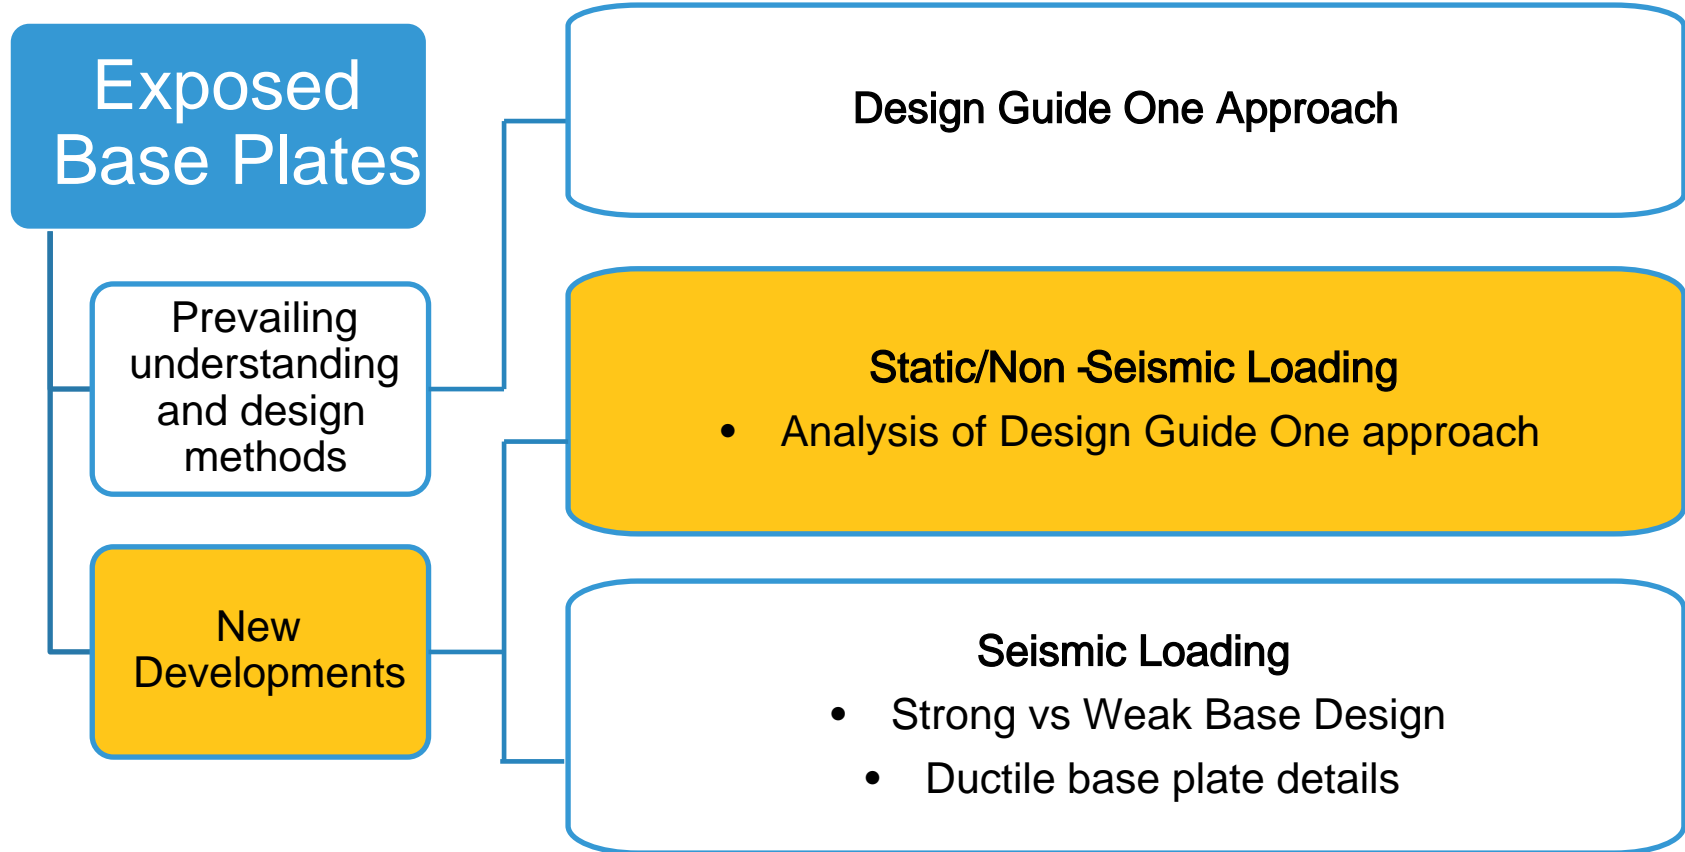 Exposed
Base Plates
Design Guide One Approach
Prevailing
understanding
and design
methods
Static/Non -Seismic Loading
• Analysis of Design Guide One approach
New
Developments
Seismic Loading
• Strong vs Weak Base Design
• Ductile base plate details